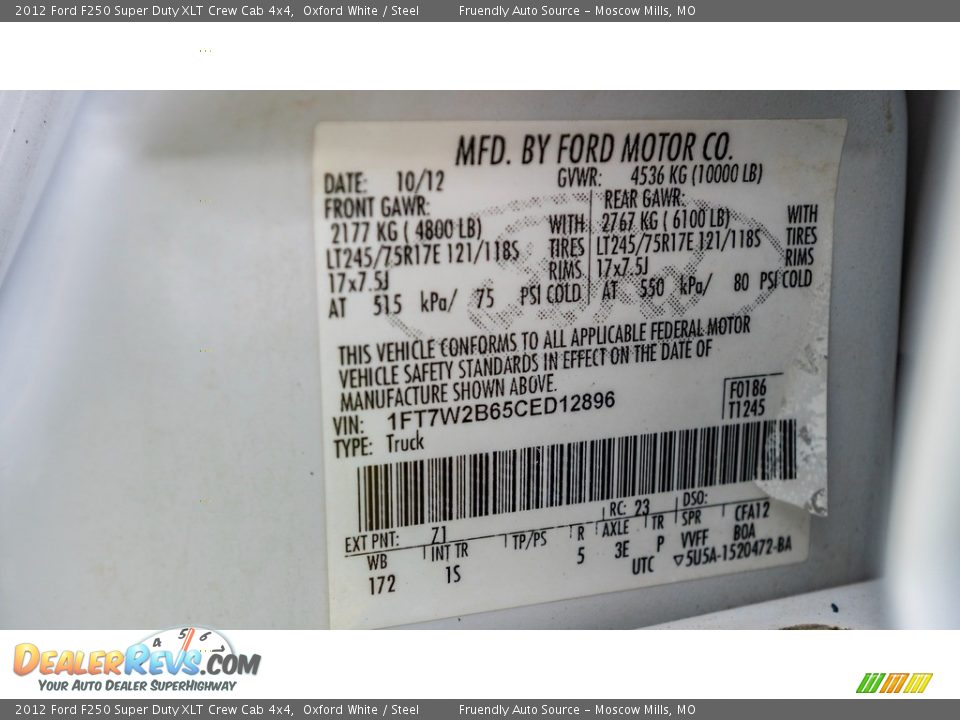 2012 Ford F250 Super Duty XLT Crew Cab 4x4, Oxford White / Steel Fruendly Auto Source - Moscow Mills, MO
MFD. BY FORD MOTOR CO.
DATE: 10/12 GVWR: 4536 KG (10000 LB)
FRONT GAWR: REAR GAWR:
2177 KG ( 4800 LB) WITH 2767 KG ( 6100 LB) WITH
LT245/75R17E 121/118S TIRES LT245/75R17E 121/118S TIRES
17x7.5J RIMS 17x7.5J RIMS
AT 515 kPa/ 75 PSI COLD AT 550 kPa/ 80 PSI COLD
THIS VEHICLE CONFORMS TO ALL APPLICABLE FEDERAL MOTOR
VEHICLE SAFETY STANDARDS IN EFFECT ON THE DATE OF
MANUFACTURE SHOWN ABOVE.
VIN: 1FT7W2B65CED12896 F0186
TYPE: Truck T1245
EXT PNT: Z1 RC: 23 DSO:
WB INT TR TP/PS R AXLE TR SPR CFA12
172 1S 5 3E P VVFF B0A
UTC ▽5U5A-1520472-BA
DEALERREVS.COM
YOUR AUTO DEALER SUPERHIGHWAY
4 5 6
2012 Ford F250 Super Duty XLT Crew Cab 4x4, Oxford White / Steel Fruendly Auto Source - Moscow Mills, MO